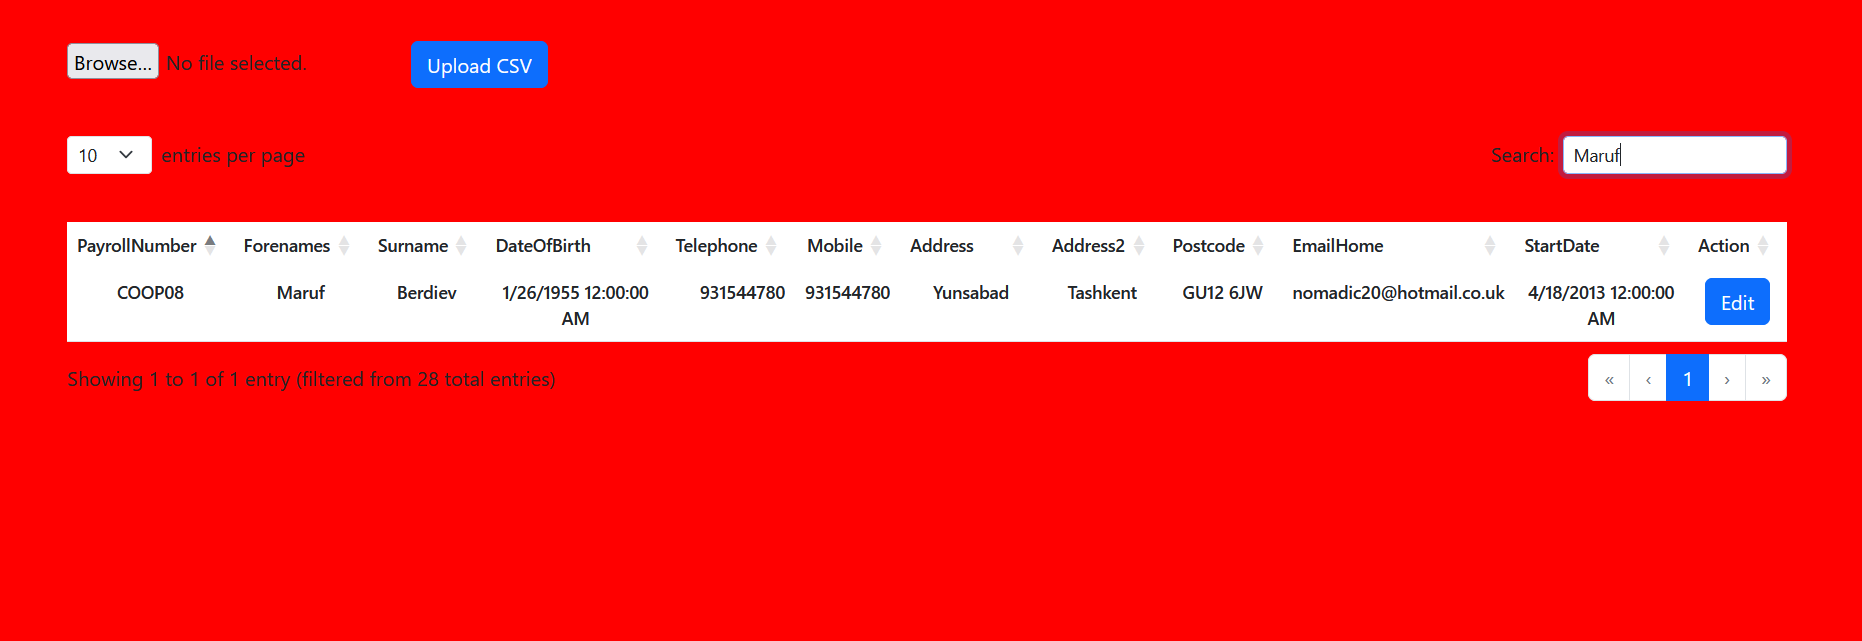 Browse... No file selected. Upload CSV
10 entries per page Search: Maruf
PayrollNumber Forenames Surname DateOfBirth Telephone Mobile Address Address2 Postcode EmailHome StartDate Action
COOP08 Maruf Berdiev 1/26/1955 12:00:00 AM 931544780 931544780 Yunsabad Tashkent GU12 6JW nomadic20@hotmail.co.uk 4/18/2013 12:00:00 AM Edit
Showing 1 to 1 of 1 entry (filtered from 28 total entries) « ‹ 1 › »